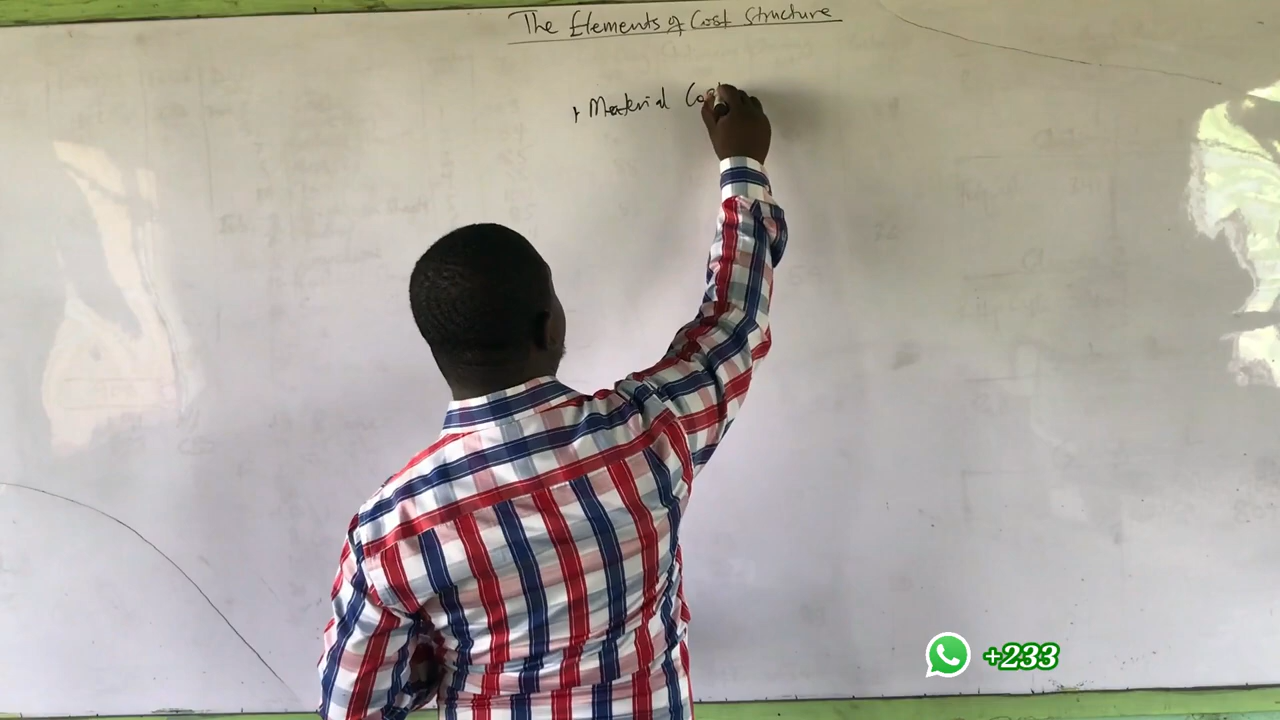 The Elements of Cost Structure
Material
+233